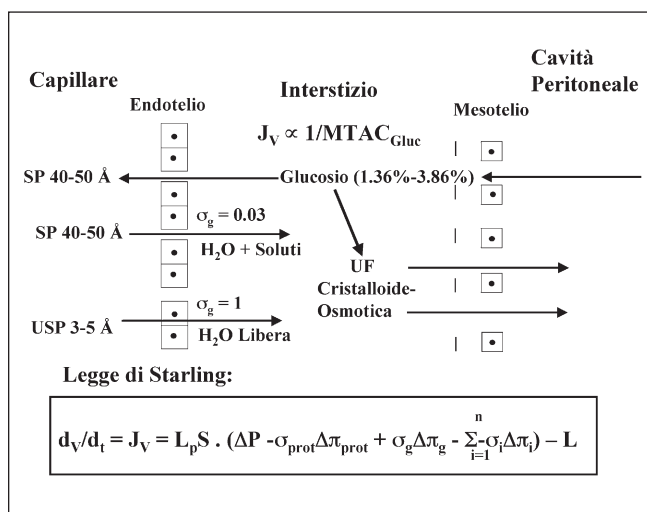 Capillare
Interstizio
Cavità
Peritoneale
Endotelio
Mesotelio
J_V ∝ 1/MTAC_Gluc
SP 40-50 Å
Glucosio (1.36%-3.86%)
SP 40-50 Å
σ_g = 0.03
H₂O + Soluti
UF
Cristalloide-
Osmotica
σ_g = 1
USP 3-5 Å
H₂O Libera
Legge di Starling:
d_V/d_t = J_V = L_pS . (ΔP -σ_protΔπ_prot + σ_gΔπ_g - Σ_{i=1}^{n}-σ_iΔπ_i) – L